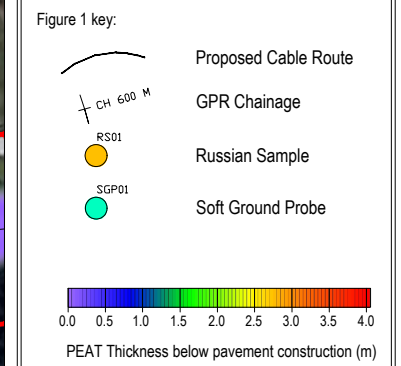 Figure 1 key:
Proposed Cable Route
CH 600 M
GPR Chainage
RS01
Russian Sample
SGP01
Soft Ground Probe
0.0 0.5 1.0 1.5 2.0 2.5 3.0 3.5 4.0
PEAT Thickness below pavement construction (m)